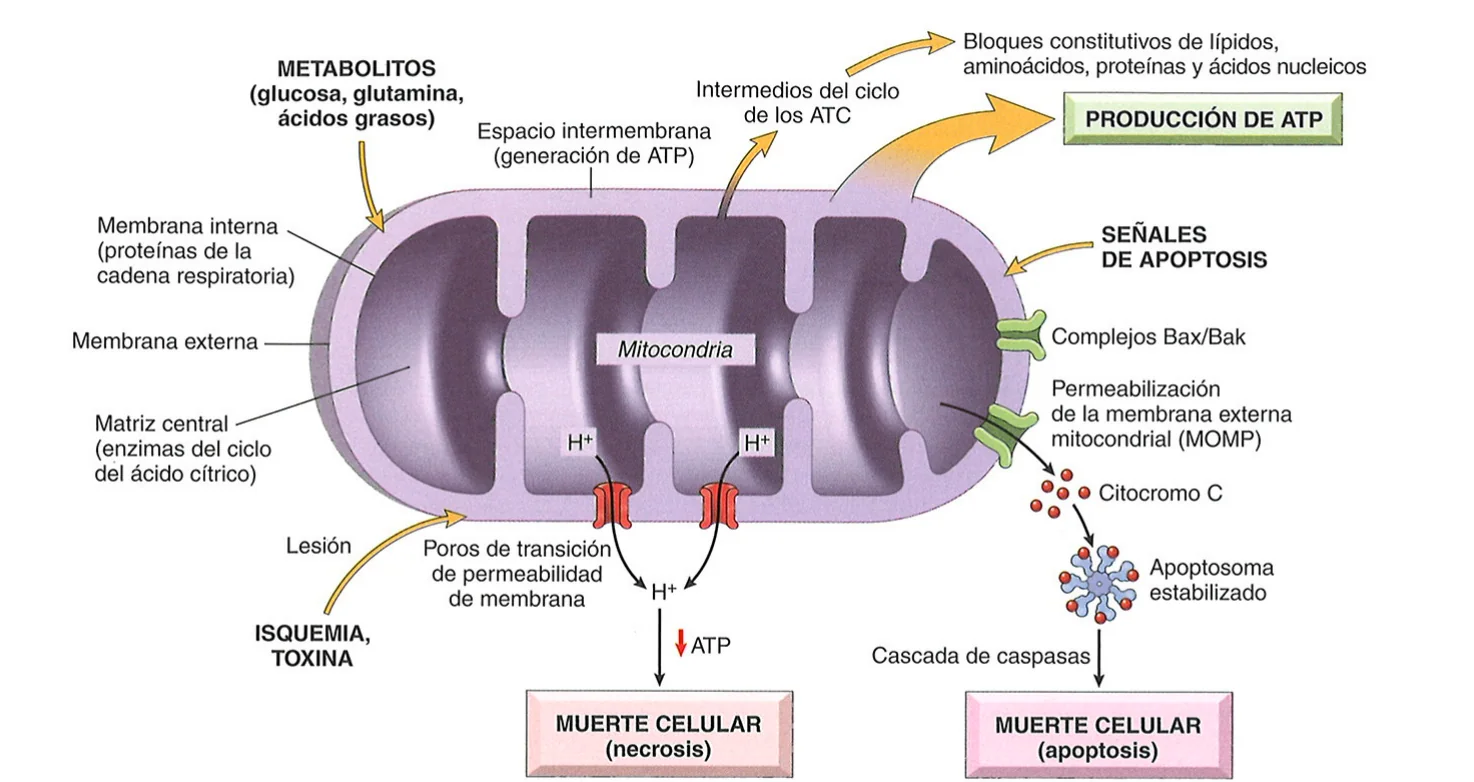 METABOLITOS
(glucosa, glutamina,
ácidos grasos)
Espacio intermembrana
(generación de ATP)
Intermedios del ciclo
de los ATC
Bloques constitutivos de lípidos,
aminoácidos, proteínas y ácidos nucleicos
PRODUCCIÓN DE ATP
Membrana interna
(proteínas de la
cadena respiratoria)
SEÑALES
DE APOPTOSIS
Membrana externa
Mitocondria
Complejos Bax/Bak
Matriz central
(enzimas del ciclo
del ácido cítrico)
H+
H+
Permeabilización
de la membrana externa
mitocondrial (MOMP)
Citocromo C
Lesión
Poros de transición
de permeabilidad
de membrana
H+
Apoptosoma
estabilizado
ISQUEMIA,
TOXINA
ATP
Cascada de caspasas
MUERTE CELULAR
(necrosis)
MUERTE CELULAR
(apoptosis)